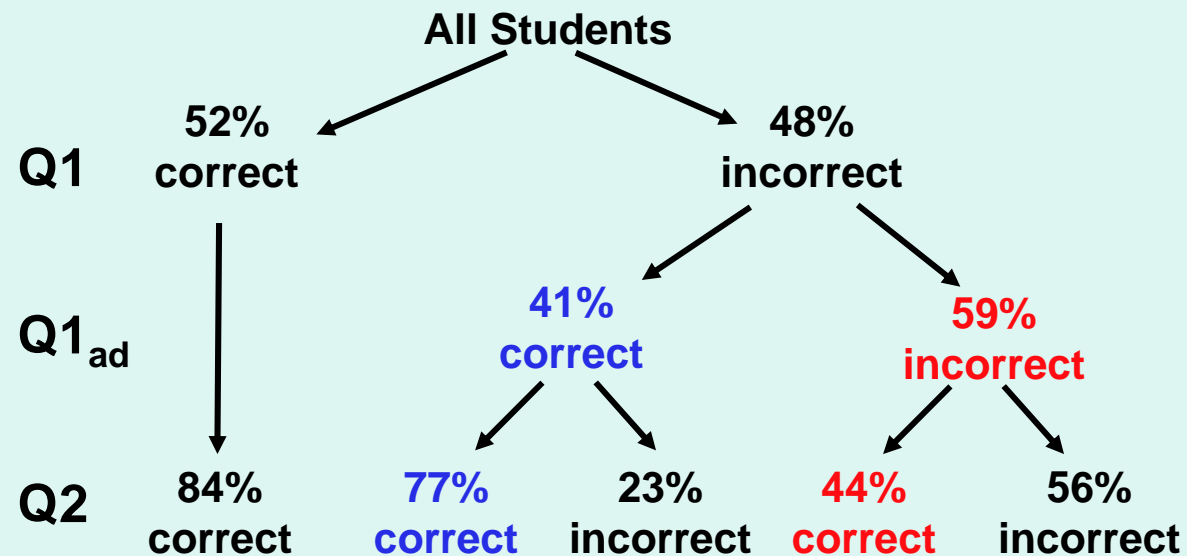 All Students
52% 48%
Q1 correct incorrect
41% 59%
Q1ad correct incorrect
84% 77% 23% 44% 56%
Q2 correct correct incorrect correct incorrect